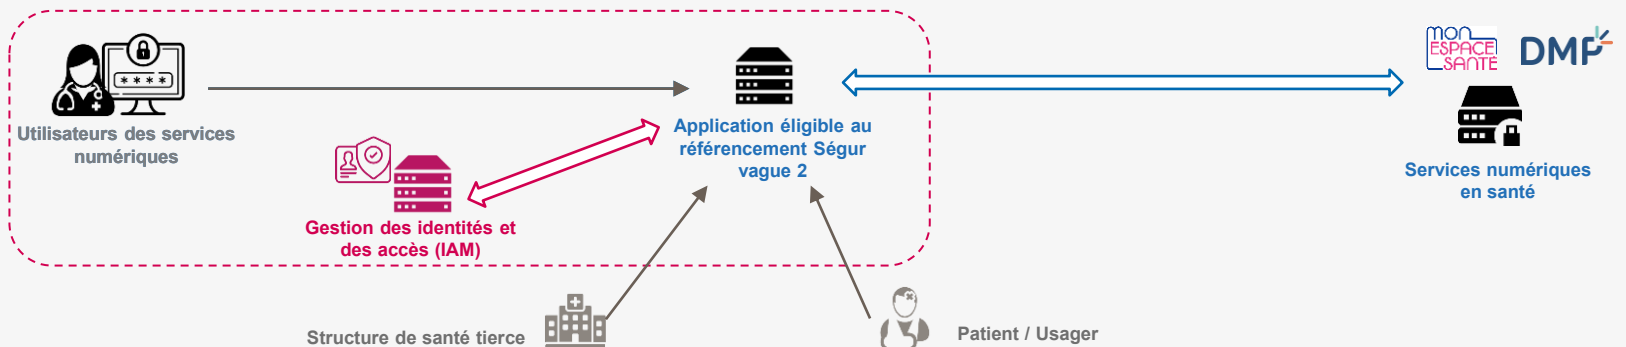 mon
ESPACE
SANTÉ
DMP
****
Utilisateurs des services
numériques
Application éligible au
référencement Ségur
vague 2
Services numériques
en santé
Gestion des identités et
des accès (IAM)
Structure de santé tierce
Patient / Usager